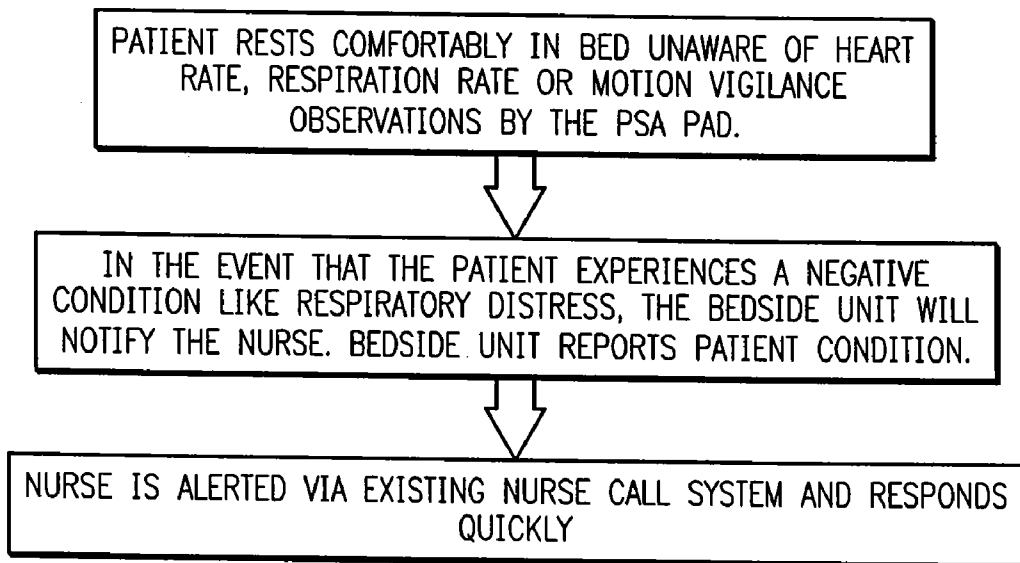 PATIENT RESTS COMFORTABLY IN BED UNAWARE OF HEART
RATE, RESPIRATION RATE OR MOTION VIGILANCE
OBSERVATIONS BY THE PSA PAD.
IN THE EVENT THAT THE PATIENT EXPERIENCES A NEGATIVE
CONDITION LIKE RESPIRATORY DISTRESS, THE BEDSIDE UNIT WILL
NOTIFY THE NURSE. BEDSIDE UNIT REPORTS PATIENT CONDITION.
NURSE IS ALERTED VIA EXISTING NURSE CALL SYSTEM AND RESPONDS
QUICKLY